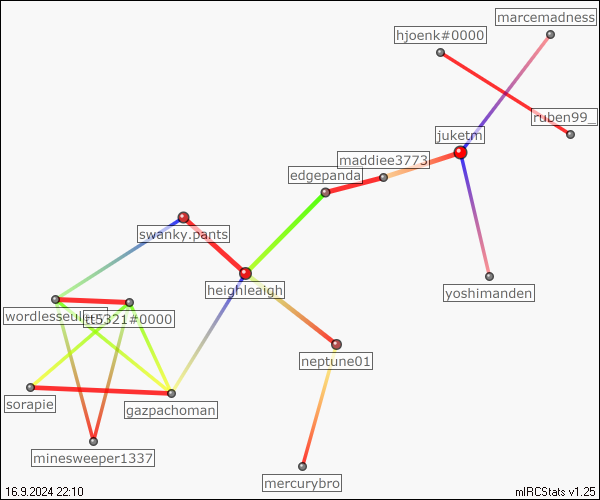 marcemadness
hjoenk#0000
ruben99_
juketm
maddiee3773
edgepanda
swanky.pants
heighleaigh
yoshimanden
tt5321#0000
neptune01
sorapie
gazpachoman
minesweeper1337
mercurybro
16.9.2024 22:10
mIRCStats v1.25